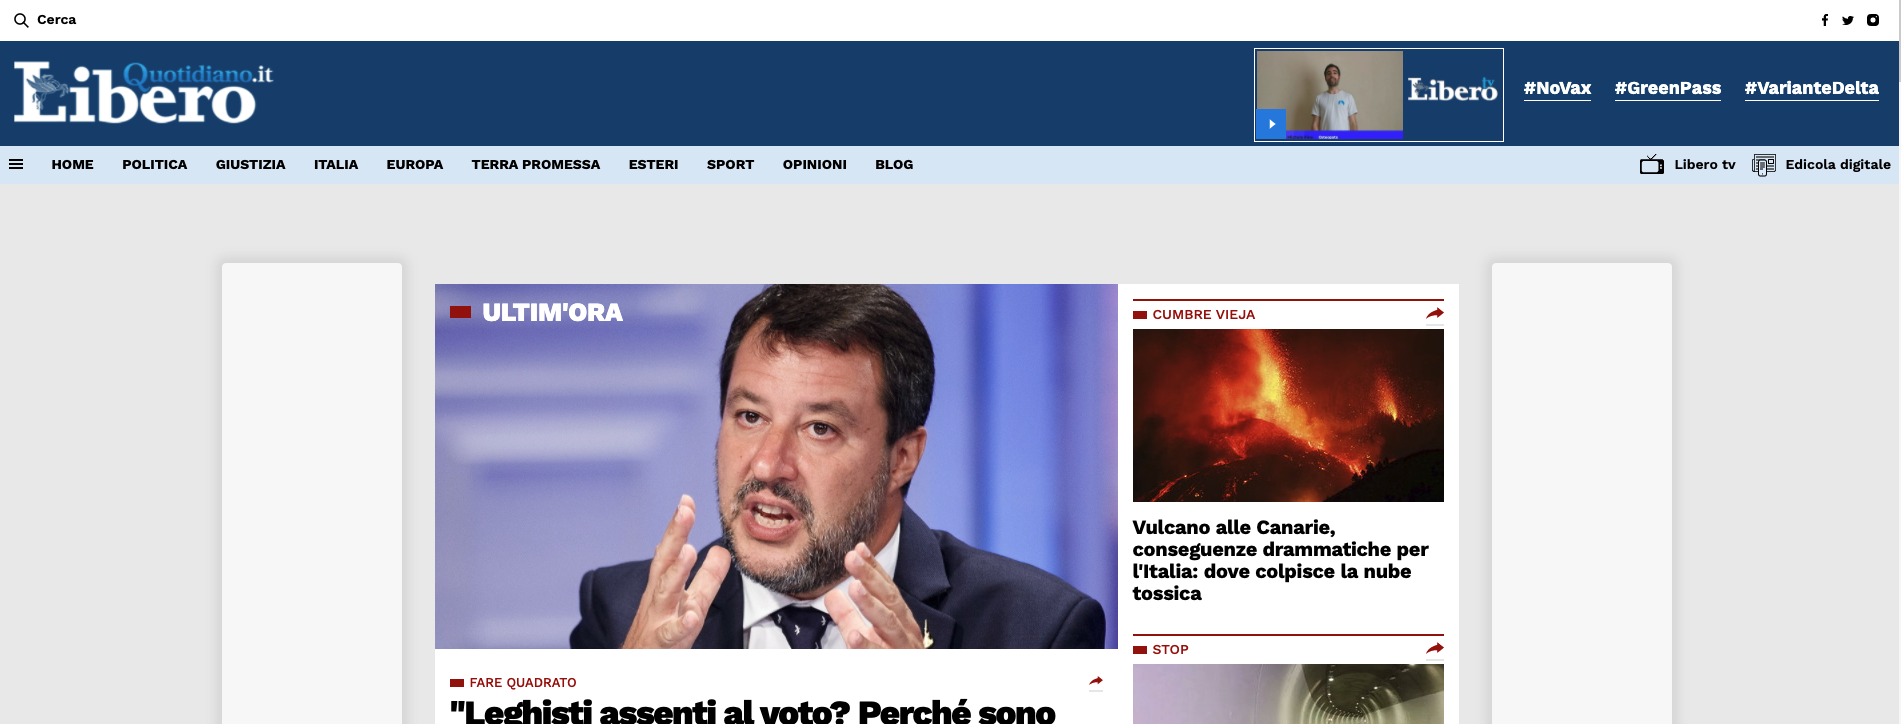 Cerca
Libero Quotidiano.it
Libero tv
#NoVax #GreenPass #VarianteDelta
HOME POLITICA GIUSTIZIA ITALIA EUROPA TERRA PROMESSA ESTERI SPORT OPINIONI BLOG
Libero tv Edicola digitale
ULTIM'ORA
FARE QUADRATO
"Leghisti assenti al voto? Perché sono
CUMBRE VIEJA
Vulcano alle Canarie,
conseguenze drammatiche per
l'Italia: dove colpisce la nube
tossica
STOP